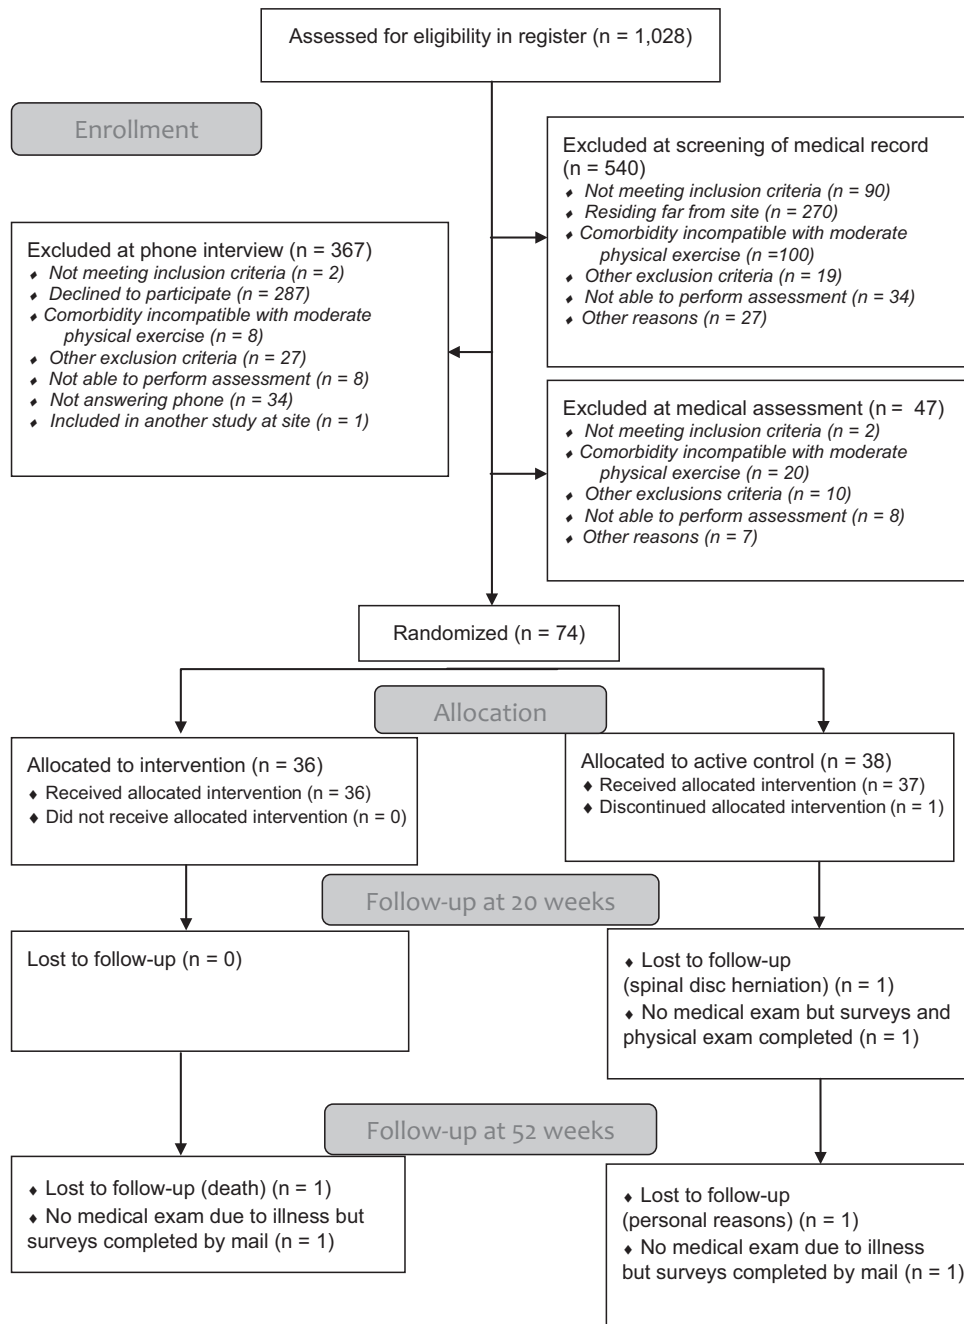 Assessed for eligibility in register (n = 1,028)
Enrollment
Excluded at screening of medical record
(n = 540)
♦ Not meeting inclusion criteria (n = 90)
♦ Residing far from site (n = 270)
♦ Comorbidity incompatible with moderate
physical exercise (n =100)
♦ Other exclusion criteria (n = 19)
♦ Not able to perform assessment (n = 34)
♦ Other reasons (n = 27)
Excluded at phone interview (n = 367)
♦ Not meeting inclusion criteria (n = 2)
♦ Declined to participate (n = 287)
♦ Comorbidity incompatible with moderate
physical exercise (n = 8)
♦ Other exclusion criteria (n = 27)
♦ Not able to perform assessment (n = 8)
♦ Not answering phone (n = 34)
♦ Included in another study at site (n = 1)
Excluded at medical assessment (n = 47)
♦ Not meeting inclusion criteria (n = 2)
♦ Comorbidity incompatible with moderate
physical exercise (n = 20)
♦ Other exclusions criteria (n = 10)
♦ Not able to perform assessment (n = 8)
♦ Other reasons (n = 7)
Randomized (n = 74)
Allocation
Allocated to intervention (n = 36)
♦ Received allocated intervention (n = 36)
♦ Did not receive allocated intervention (n = 0)
Allocated to active control (n = 38)
♦ Received allocated intervention (n = 37)
♦ Discontinued allocated intervention (n = 1)
Follow-up at 20 weeks
Lost to follow-up (n = 0)
♦ Lost to follow-up
(spinal disc herniation) (n = 1)
♦ No medical exam but surveys and
physical exam completed (n = 1)
Follow-up at 52 weeks
♦ Lost to follow-up (death) (n = 1)
♦ No medical exam due to illness but
surveys completed by mail (n = 1)
♦ Lost to follow-up
(personal reasons) (n = 1)
♦ No medical exam due to illness
but surveys completed by mail (n = 1)